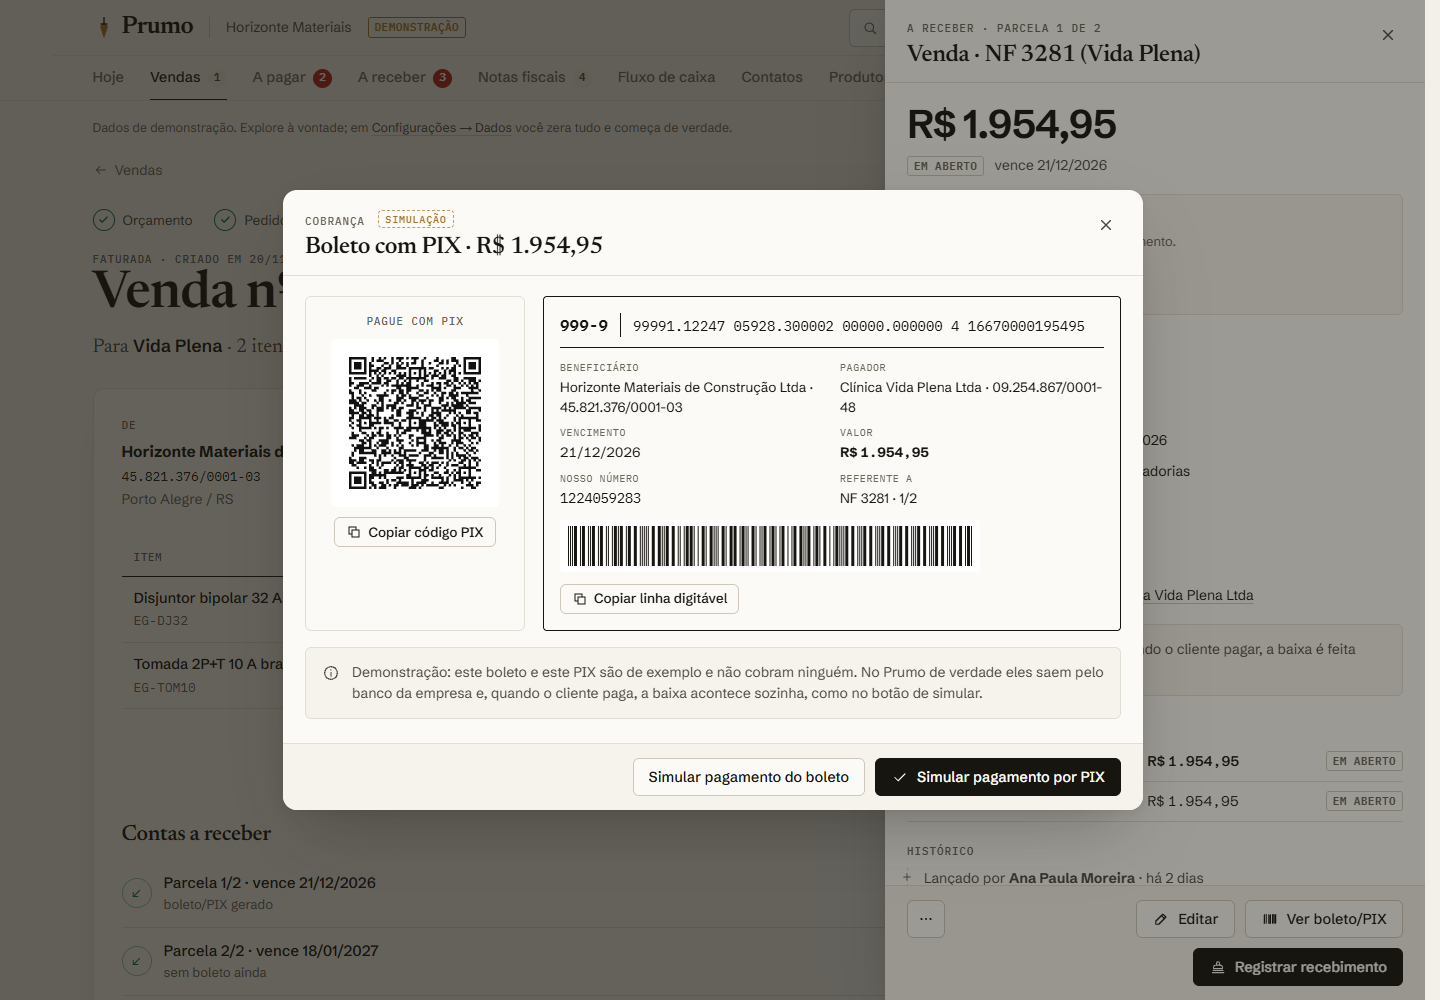 Prumo
Horizonte Materiais
DEMONSTRAÇÃO
Hoje
Vendas 1
A pagar 2
A receber 3
Notas fiscais 4
Fluxo de caixa
Contatos
Produto
Dados de demonstração. Explore à vontade; em Configurações → Dados você zera tudo e começa de verdade.
← Vendas
Orçamento
Pedid
FATURADA · CRIADO EM 20/11
Venda nº
Para Vida Plena · 2 iten
DE
Horizonte Materiais d
45.821.376/0001-03
Porto Alegre / RS
ITEM
Disjuntor bipolar 32 A
EG-DJ32
Tomada 2P+T 10 A bra
EG-TOM10
Contas a receber
Parcela 1/2 · vence 21/12/2026
boleto/PIX gerado
Parcela 2/2 · vence 18/01/2027
sem boleto ainda
COBRANÇA
SIMULAÇÃO
Boleto com PIX · R$ 1.954,95
PAGUE COM PIX
Copiar código PIX
999-9
99991.12247 05928.300002 00000.000000 4 16670000195495
BENEFICIÁRIO
Horizonte Materiais de Construção Ltda ·
45.821.376/0001-03
PAGADOR
Clínica Vida Plena Ltda · 09.254.867/0001-
48
VENCIMENTO
21/12/2026
VALOR
R$ 1.954,95
NOSSO NÚMERO
1224059283
REFERENTE A
NF 3281 · 1/2
Copiar linha digitável
Demonstração: este boleto e este PIX são de exemplo e não cobram ninguém. No Prumo de verdade eles saem pelo
banco da empresa e, quando o cliente paga, a baixa acontece sozinha, como no botão de simular.
Simular pagamento do boleto
Simular pagamento por PIX
A RECEBER · PARCELA 1 DE 2
Venda · NF 3281 (Vida Plena)
R$ 1.954,95
EM ABERTO
vence 21/12/2026
nento.
026
adorias
a Vida Plena Ltda
do o cliente pagar, a baixa é feita
R$ 1.954,95
EM ABERTO
R$ 1.954,95
EM ABERTO
HISTÓRICO
+ Lançado por Ana Paula Moreira · há 2 dias
...
Editar
Ver boleto/PIX
Registrar recebimento